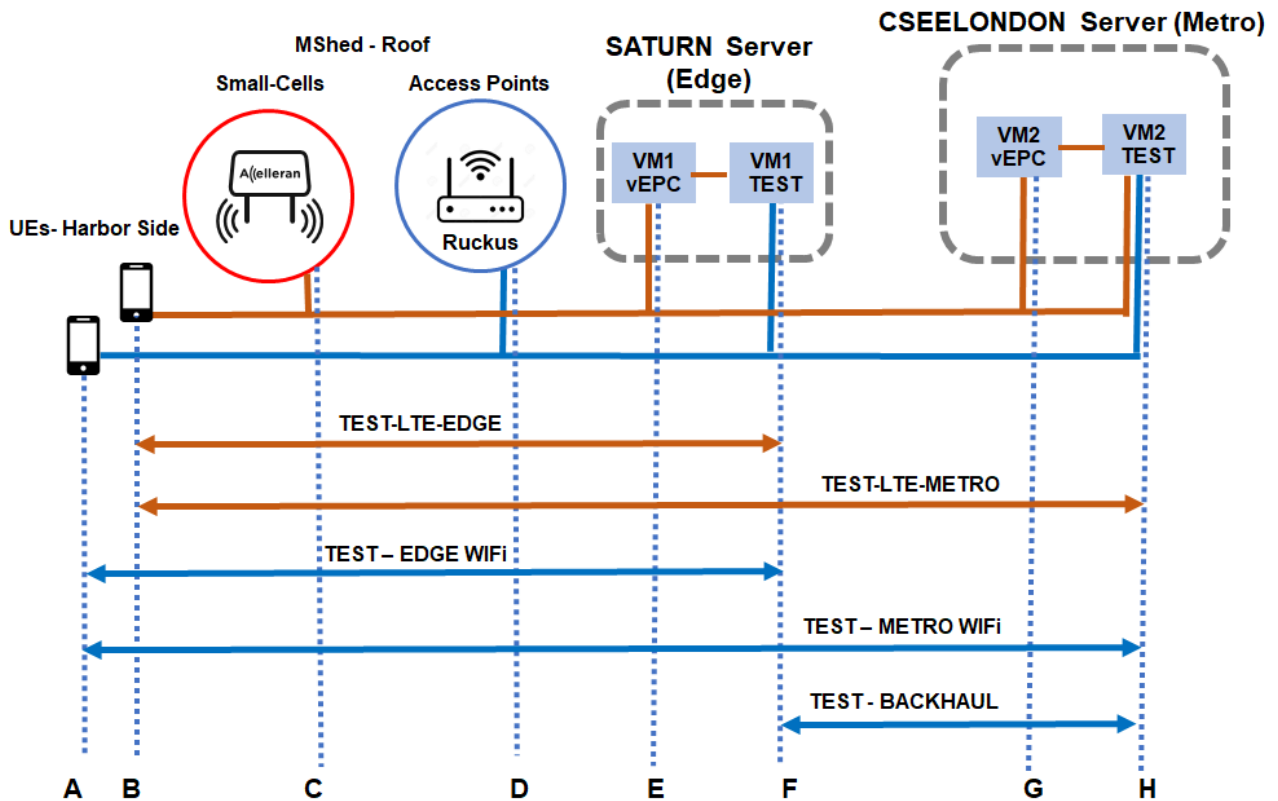 CSEELONDON Server (Metro)
MShed - Roof
SATURN Server
(Edge)
Small-Cells
Access Points
A((elleran
Ruckus
VM1
vEPC
VM1
TEST
VM2
vEPC
VM2
TEST
UEs- Harbor Side
TEST-LTE-EDGE
TEST-LTE-METRO
TEST – EDGE WIFi
TEST – METRO WIFi
TEST - BACKHAUL
A B C D E F G H